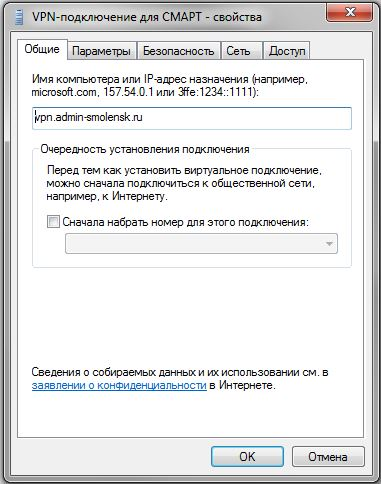 VPN-подключение для СМАРТ - свойства
Общие Параметры Безопасность Сеть Доступ
Имя компьютера или IP-адрес назначения (например,
microsoft.com, 157.54.0.1 или 3ffe:1234::1111):
vpn.admin-smolensk.ru
Очередность установления подключения
Перед тем как установить виртуальное подключение,
можно сначала подключиться к общественной сети,
например, к Интернету.
Сначала набрать номер для этого подключения:
Сведения о собираемых данных и их использовании см. в
заявлении о конфиденциальности в Интернете.
OK Отмена